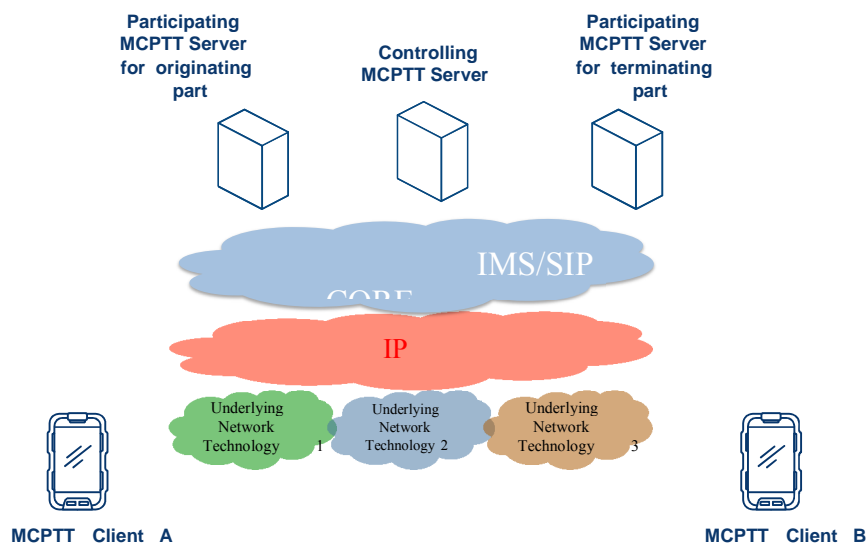 Participating
MCPTT Server
for originating
part
Controlling
MCPTT Server
Participating
MCPTT Server
for terminating
part
IMS/SIP
CORE
IP
Underlying
Network
Technology 1
Underlying
Network
Technology 2
Underlying
Network
Technology 3
MCPTT Client A
MCPTT Client B